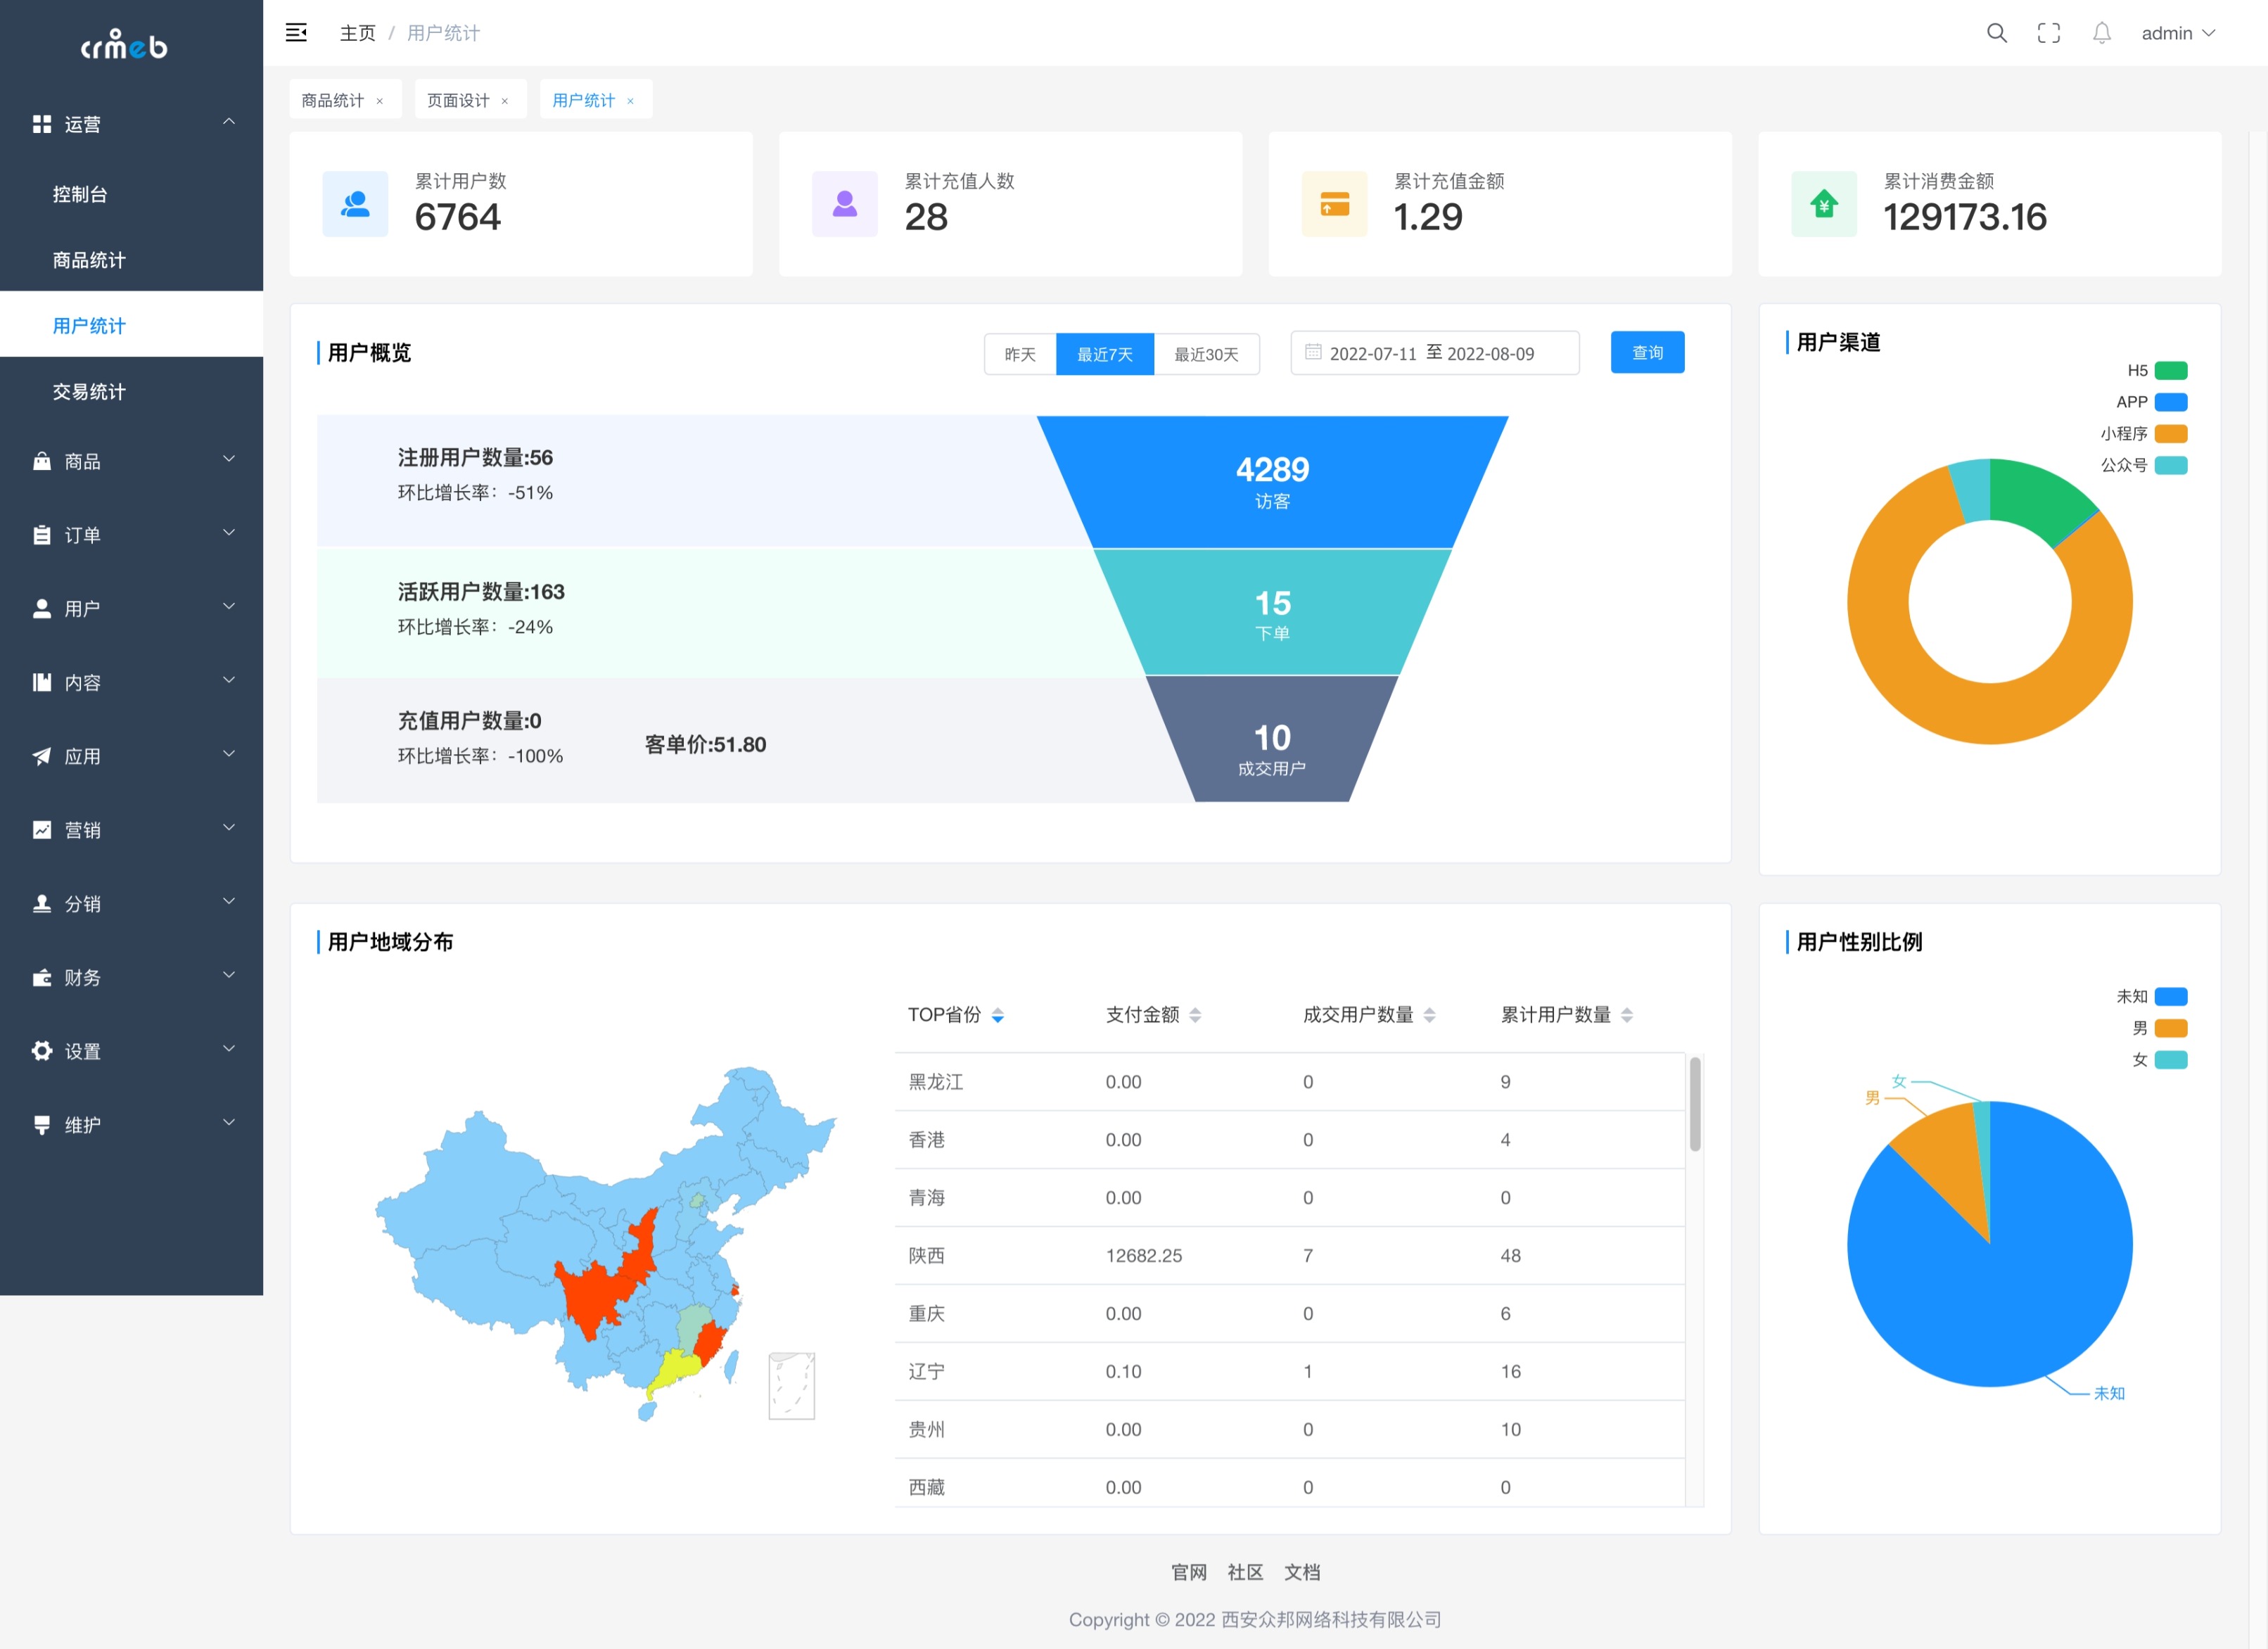 crmeb
主页 / 用户统计
admin
运营
控制台
商品统计
用户统计
交易统计
商品
订单
用户
内容
应用
营销
分销
财务
设置
维护
商品统计 × 页面设计 × 用户统计 ×
累计用户数
6764
累计充值人数
28
累计充值金额
1.29
累计消费金额
129173.16
用户概览
昨天 最近7天 最近30天
2022-07-11 至 2022-08-09
查询
注册用户数量:56
环比增长率：-51%
4289
访客
活跃用户数量:163
环比增长率：-24%
15
下单
充值用户数量:0
环比增长率：-100%
客单价:51.80
10
成交用户
用户渠道
H5
APP
小程序
公众号
用户地域分布
TOP省份 支付金额 成交用户数量 累计用户数量
黑龙江 0.00 0 9
香港 0.00 0 4
青海 0.00 0 0
陕西 12682.25 7 48
重庆 0.00 0 6
辽宁 0.10 1 16
贵州 0.00 0 10
西藏 0.00 0 0
用户性别比例
未知
男
女
女
男
未知
官网 社区 文档
Copyright © 2022 西安众邦网络科技有限公司